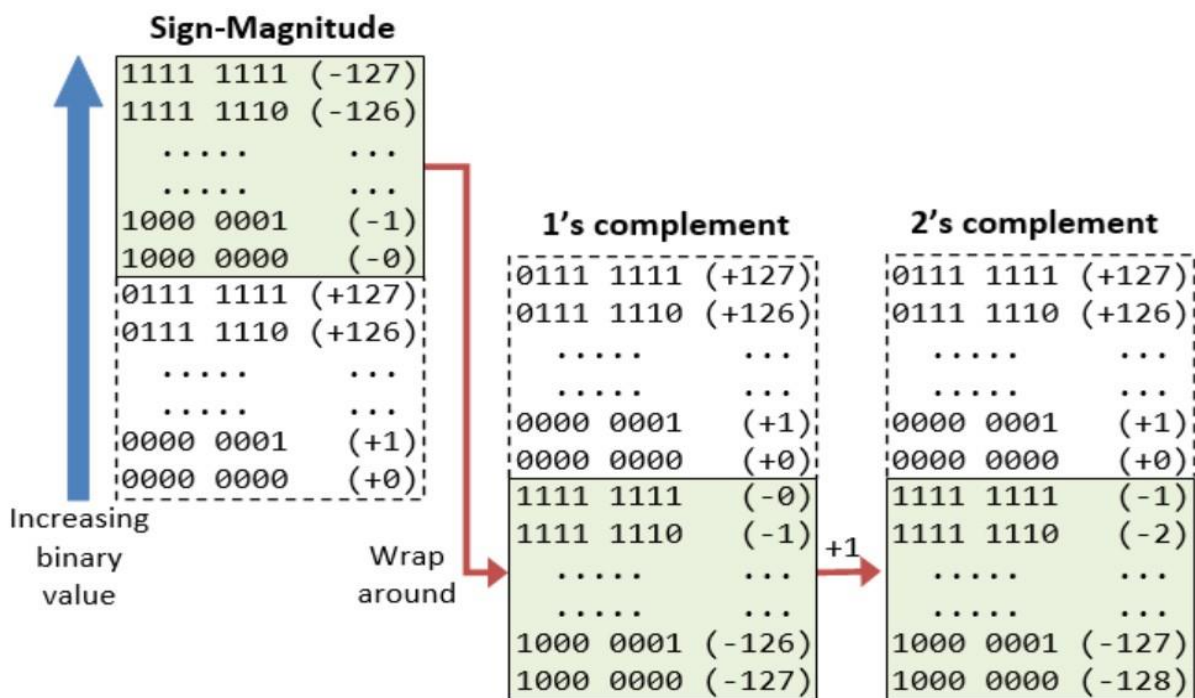 Sign-Magnitude
1111 1111 (-127)
1111 1110 (-126)
..... ...
..... ...
1000 0001 (-1)
1000 0000 (-0)
0111 1111 (+127)
0111 1110 (+126)
..... ...
..... ...
0000 0001 (+1)
0000 0000 (+0)
Increasing
binary
value
Wrap
around
1's complement
0111 1111 (+127)
0111 1110 (+126)
..... ...
..... ...
0000 0001 (+1)
0000 0000 (+0)
1111 1111 (-0)
1111 1110 (-1)
..... ...
..... ...
1000 0001 (-126)
1000 0000 (-127)
+1
2's complement
0111 1111 (+127)
0111 1110 (+126)
..... ...
..... ...
0000 0001 (+1)
0000 0000 (+0)
1111 1111 (-1)
1111 1110 (-2)
..... ...
..... ...
1000 0001 (-127)
1000 0000 (-128)